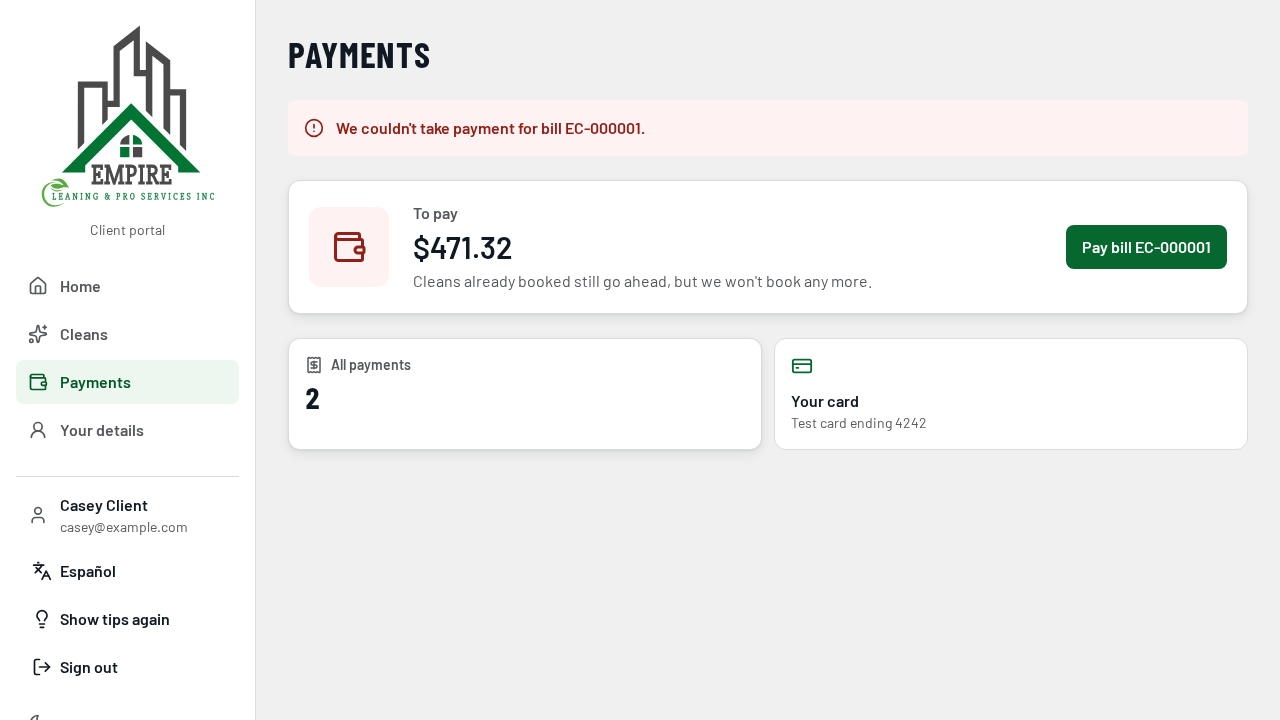 EMPIRE
LEANING & PRO SERVICES INC
Client portal
Home
Cleans
Payments
Your details
Casey Client
casey@example.com
Español
Show tips again
Sign out
PAYMENTS
We couldn't take payment for bill EC-000001.
To pay
$471.32
Cleans already booked still go ahead, but we won't book any more.
Pay bill EC-000001
All payments
2
Your card
Test card ending 4242